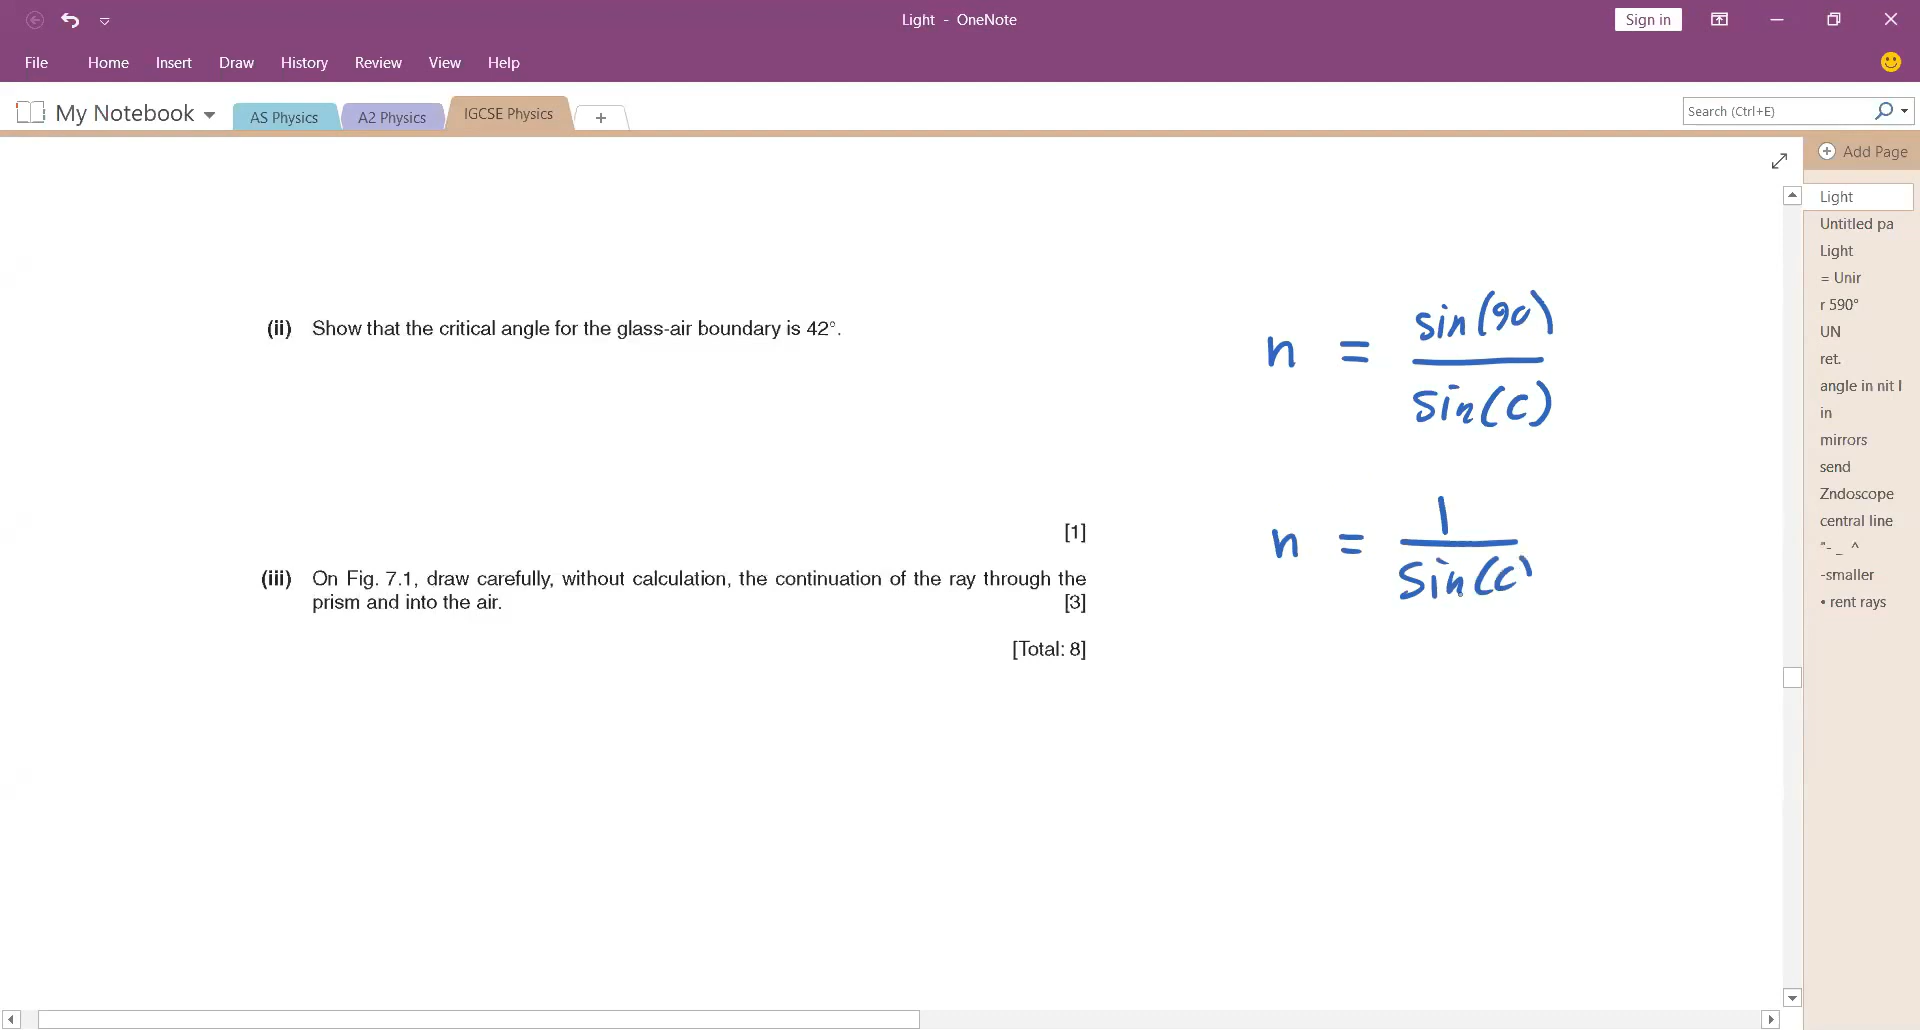 Light - OneNote
Sign in
File Home Insert Draw History Review View Help
My Notebook
AS Physics
A2 Physics
IGCSE Physics
+
Search (Ctrl+E)
Add Page
Light
Untitled pa
Light
= Unir
r 590°
UN
ret.
angle in nit I
in
mirrors
send
Zndoscope
central line
"- _ ^
-smaller
• rent rays
(ii) Show that the critical angle for the glass-air boundary is 42°.
[1]
(iii) On Fig. 7.1, draw carefully, without calculation, the continuation of the ray through the
prism and into the air. [3]
[Total: 8]
n = sin(90) / sin(c)
n = 1 / sin(c)